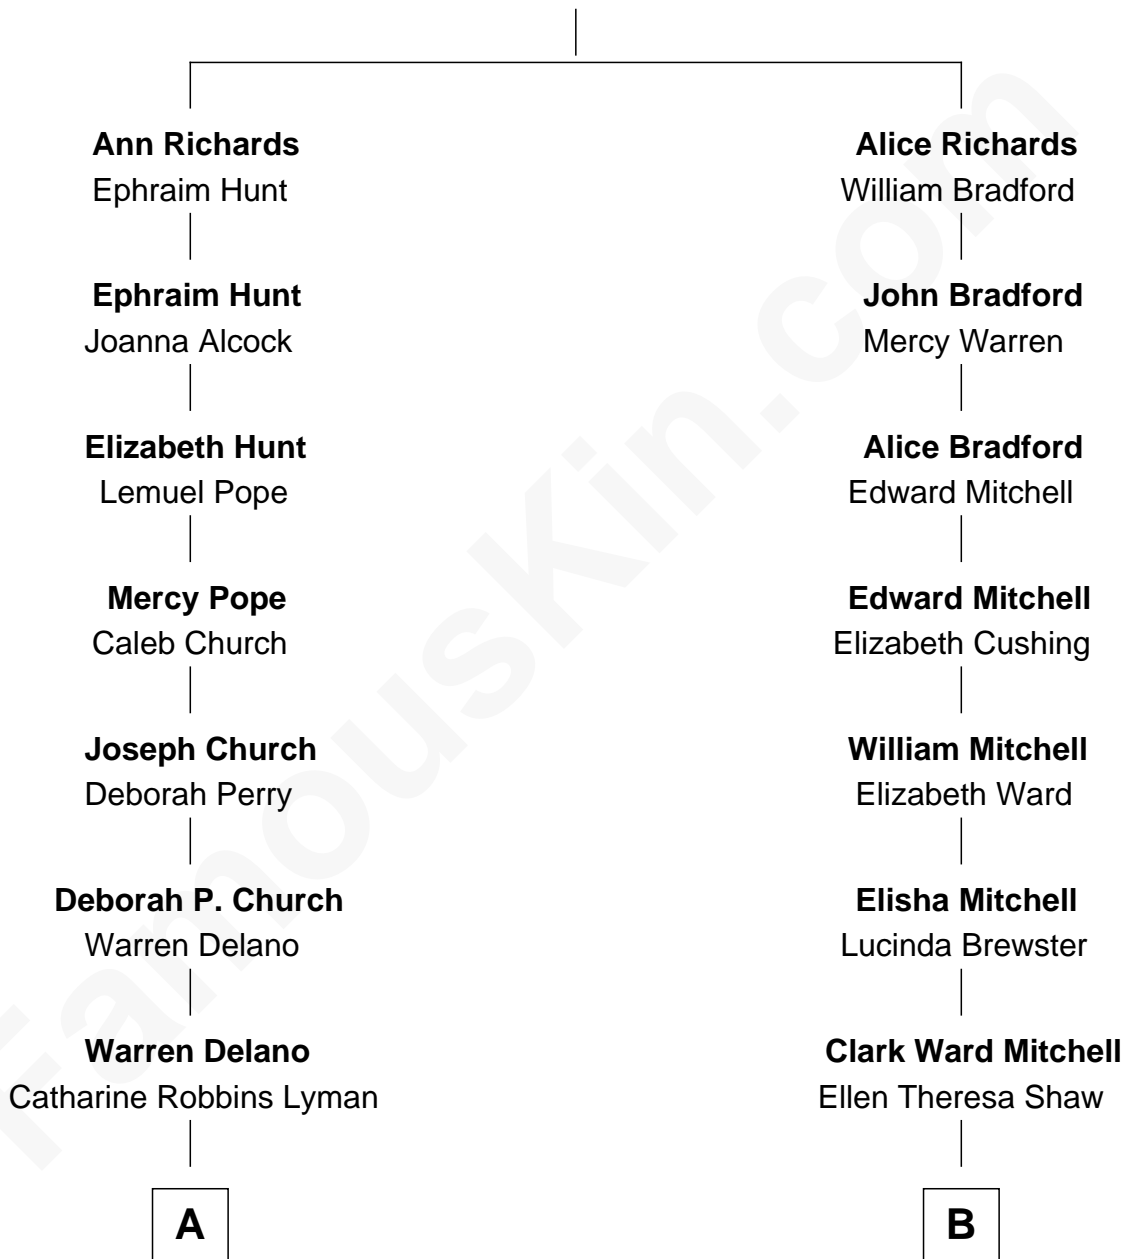 Ann Richards
Ephraim Hunt
Ephraim Hunt
Joanna Alcock
Elizabeth Hunt
Lemuel Pope
Mercy Pope
Caleb Church
Joseph Church
Deborah Perry
Deborah P. Church
Warren Delano
Warren Delano
Catharine Robbins Lyman
A
Alice Richards
William Bradford
John Bradford
Mercy Warren
Alice Bradford
Edward Mitchell
Edward Mitchell
Elizabeth Cushing
William Mitchell
Elizabeth Ward
Elisha Mitchell
Lucinda Brewster
Clark Ward Mitchell
Ellen Theresa Shaw
B
FamousKin.com